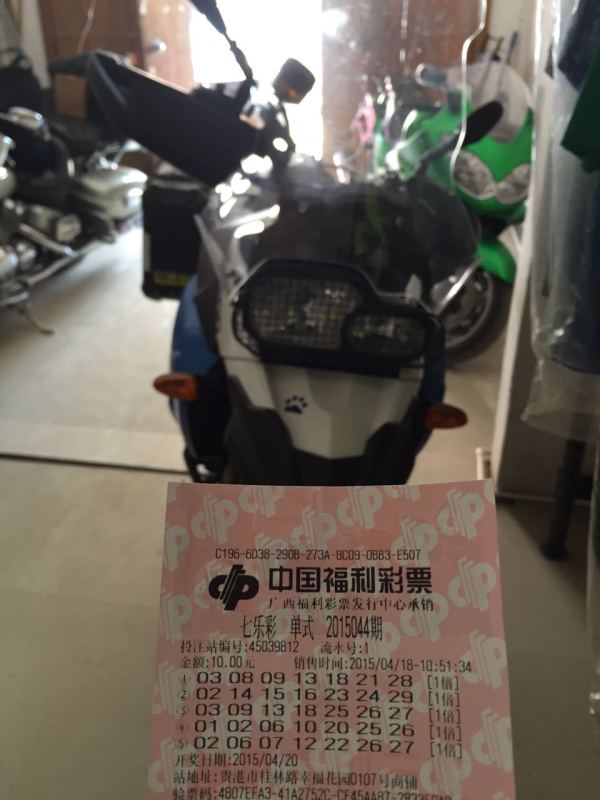 C196-6D38-290B-273A-8C09-0BB3-E507
中国福利彩票
广西福利彩票发行中心承销
七乐彩 单式 2015044期
投注站编号:45039812 流水号:1
金额:10.00元 销售时间:2015/04/18-10:51:34
① 03 08 09 13 18 21 28 [1倍]
② 02 14 15 16 23 24 29 [1倍]
③ 03 09 13 18 25 26 27 [1倍]
④ 01 02 06 10 20 25 26 [1倍]
⑤ 02 06 07 12 22 26 27 [1倍]
开奖日期:2015/04/20
站地址:贵港市桂林路幸福花园0107号商铺
验票码:4807EFA3-41A2752C-CE45AA87-